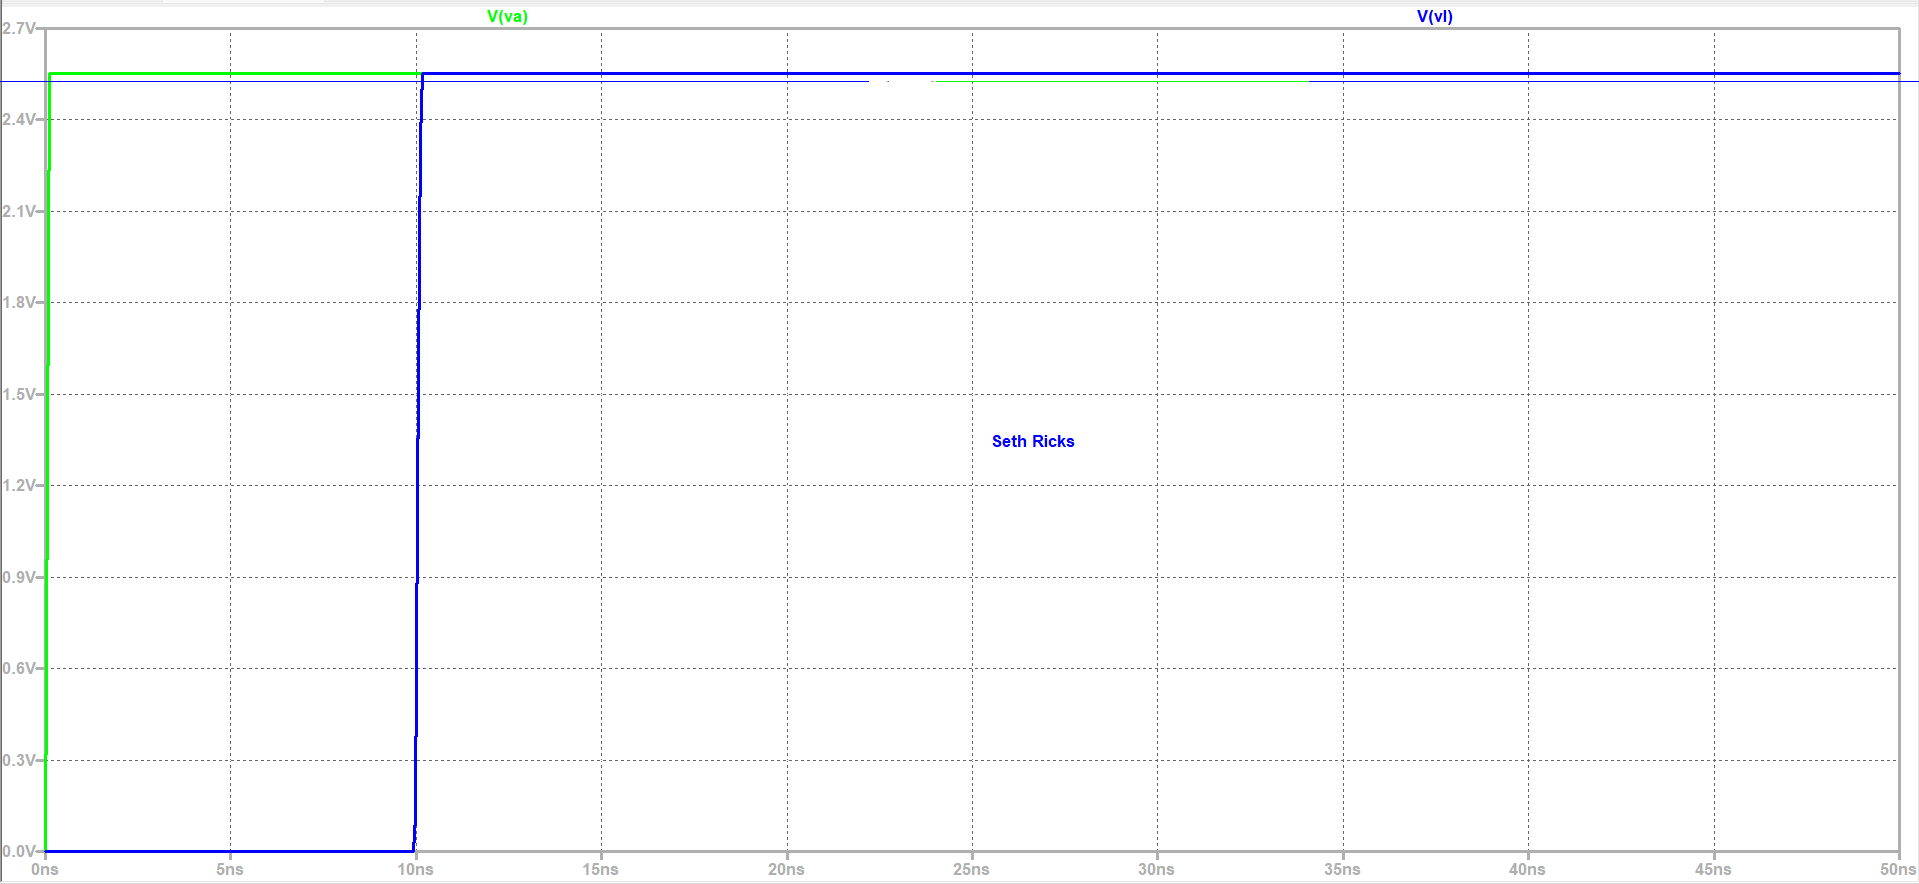 V(va) V(vl)
2.7V
2.4V
2.1V
1.8V
1.5V
Seth Ricks
1.2V
0.9V
0.6V
0.3V
0.0V
0ns 5ns 10ns 15ns 20ns 25ns 30ns 35ns 40ns 45ns 50ns